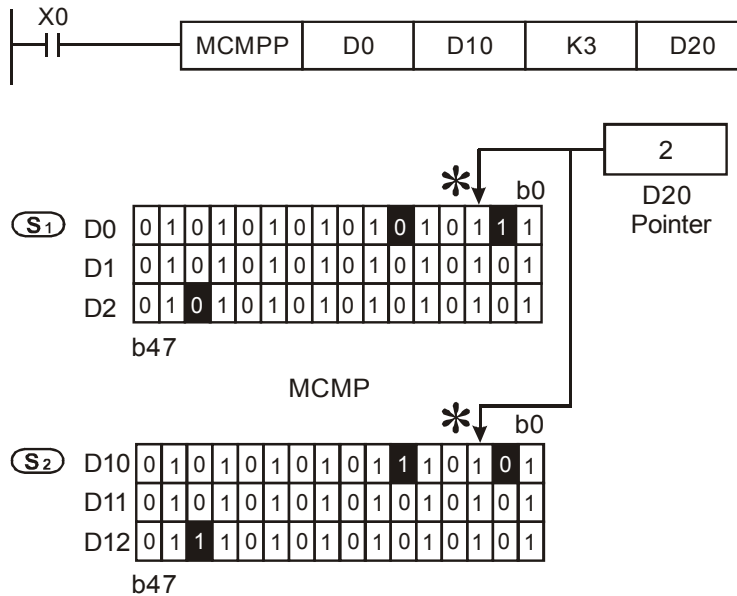 X0
MCMPP D0 D10 K3 D20
2
D20
Pointer
* b0
S1 D0 0 1 0 1 0 1 0 1 0 1 0 1 0 1 1 1
D1 0 1 0 1 0 1 0 1 0 1 0 1 0 1 0 1
D2 0 1 0 1 0 1 0 1 0 1 0 1 0 1 0 1
b47
MCMP
* b0
S2 D10 0 1 0 1 0 1 0 1 0 1 1 1 0 1 0 1
D11 0 1 0 1 0 1 0 1 0 1 0 1 0 1 0 1
D12 0 1 1 1 0 1 0 1 0 1 0 1 0 1 0 1
b47